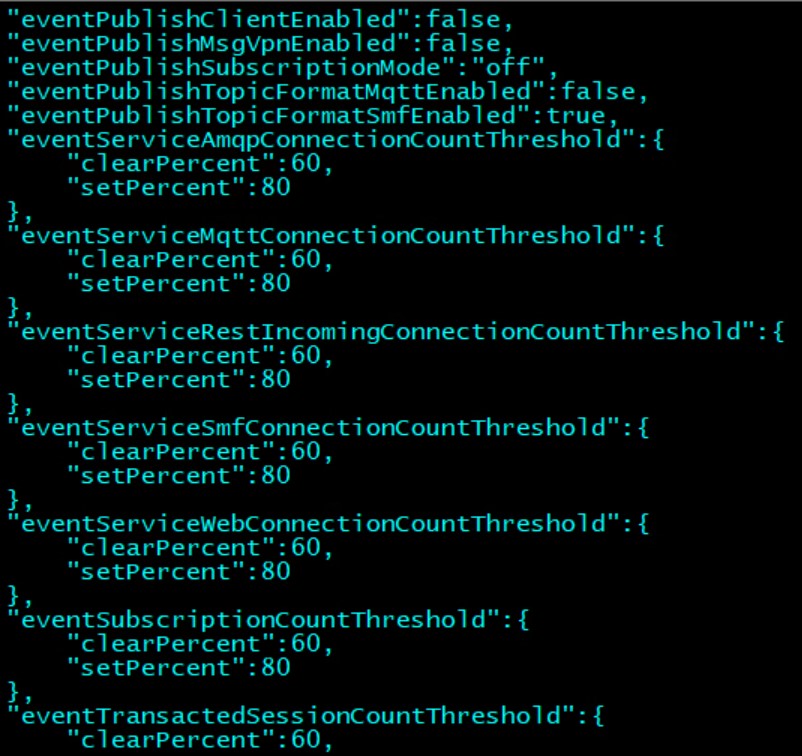 "eventPublishClientEnabled":false,
"eventPublishMsgVpnEnabled":false,
"eventPublishSubscriptionMode":"off",
"eventPublishTopicFormatMqttEnabled":false,
"eventPublishTopicFormatSmfEnabled":true,
"eventServiceAmqpConnectionCountThreshold":{
    "clearPercent":60,
    "setPercent":80
},
"eventServiceMqttConnectionCountThreshold":{
    "clearPercent":60,
    "setPercent":80
},
"eventServiceRestIncomingConnectionCountThreshold":{
    "clearPercent":60,
    "setPercent":80
},
"eventServiceSmfConnectionCountThreshold":{
    "clearPercent":60,
    "setPercent":80
},
"eventServiceWebConnectionCountThreshold":{
    "clearPercent":60,
    "setPercent":80
},
"eventSubscriptionCountThreshold":{
    "clearPercent":60,
    "setPercent":80
},
"eventTransactedSessionCountThreshold":{
    "clearPercent":60,